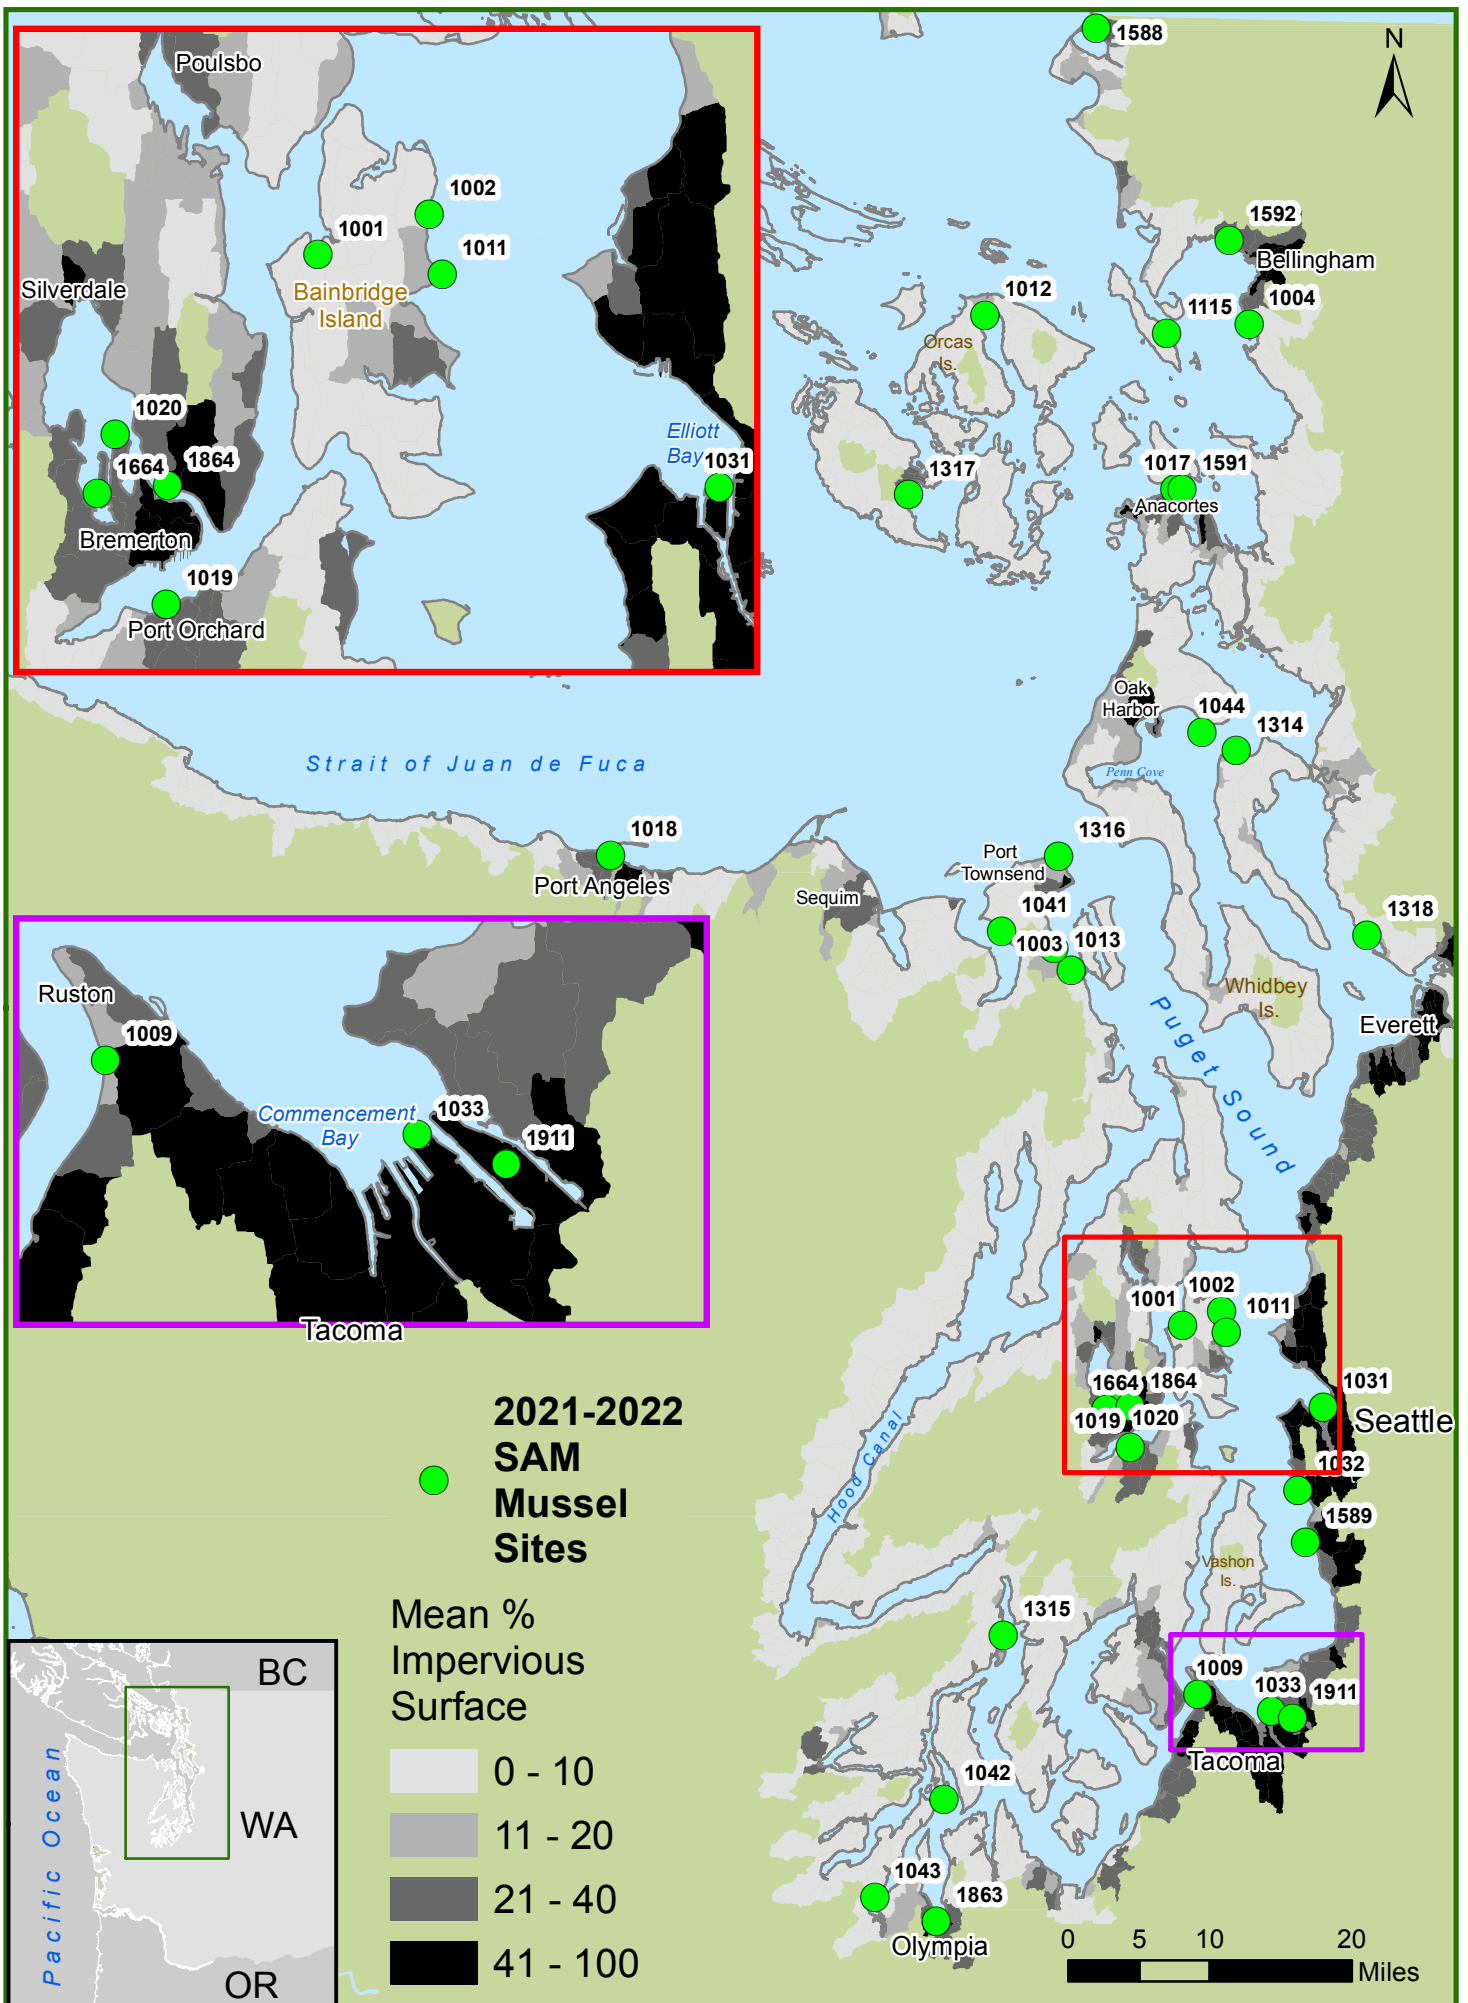 N
1588
Poulsbo
1002
1001
1011
Silverdale
Bainbridge
Island
1020
1664
1864
Elliott
Bay
1031
Bremerton
1019
Port Orchard
1592
Bellingham
1012
1115
1004
Orcas
Is.
1317
1017
1591
Anacortes
Oak
Harbor
1044
1314
Penn Cove
Strait of Juan de Fuca
1018
Port Angeles
1316
Port
Townsend
Sequim
1041
1003
1013
1318
Whidbey
Is.
Everett
Puget Sound
Ruston
1009
Commencement
Bay
1033
1911
Tacoma
1002
1001
1011
1664
1864
1019
1020
1031
Seattle
1032
1589
Hood Canal
Vashon
Is.
1315
1009
1033
1911
Tacoma
1042
1043
1863
Olympia
2021-2022
SAM
Mussel
Sites
Mean %
Impervious
Surface
0 - 10
11 - 20
21 - 40
41 - 100
BC
WA
OR
Pacific Ocean
0 5 10 20
Miles